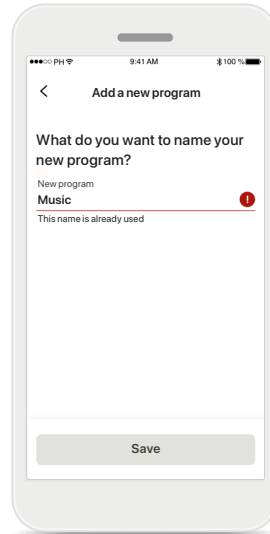 PH 9:41 AM 100 %
Add a new program
What do you want to name your
new program?
New program
Music
!
This name is already used
Save